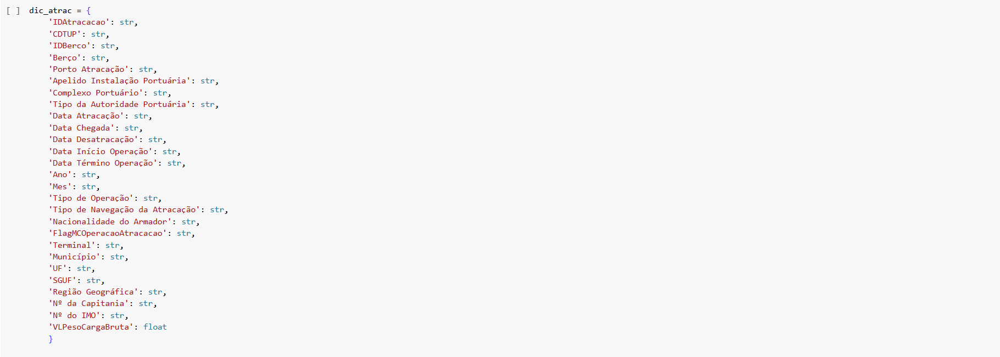 [ ] dic_atrac = {
'IDAtracacao': str,
'CDTUP': str,
'IDBerco': str,
'Berço': str,
'Porto Atracação': str,
'Apelido Instalação Portuária': str,
'Complexo Portuário': str,
'Tipo da Autoridade Portuária': str,
'Data Atracação': str,
'Data Chegada': str,
'Data Desatracação': str,
'Data Início Operação': str,
'Data Término Operação': str,
'Ano': str,
'Mes': str,
'Tipo de Operação': str,
'Tipo de Navegação da Atracação': str,
'Nacionalidade do Armador': str,
'FlagMCOperacaoAtracacao': str,
'Terminal': str,
'Município': str,
'UF': str,
'SGUF': str,
'Região Geográfica': str,
'Nº da Capitania': str,
'Nº do IMO': str,
'VLPesoCargaBruta': float
}